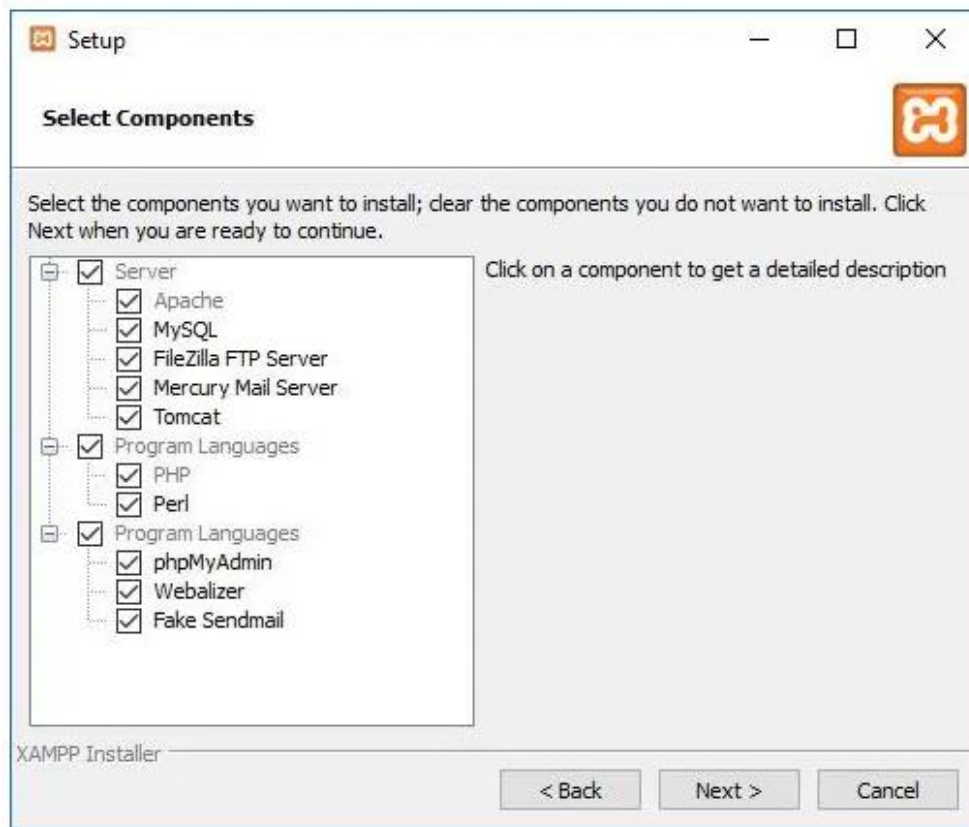 Setup
Select Components
Select the components you want to install; clear the components you do not want to install. Click
Next when you are ready to continue.
Server
Apache
MySQL
FileZilla FTP Server
Mercury Mail Server
Tomcat
Program Languages
PHP
Perl
Program Languages
phpMyAdmin
Webalizer
Fake Sendmail
Click on a component to get a detailed description
XAMPP Installer
< Back
Next >
Cancel